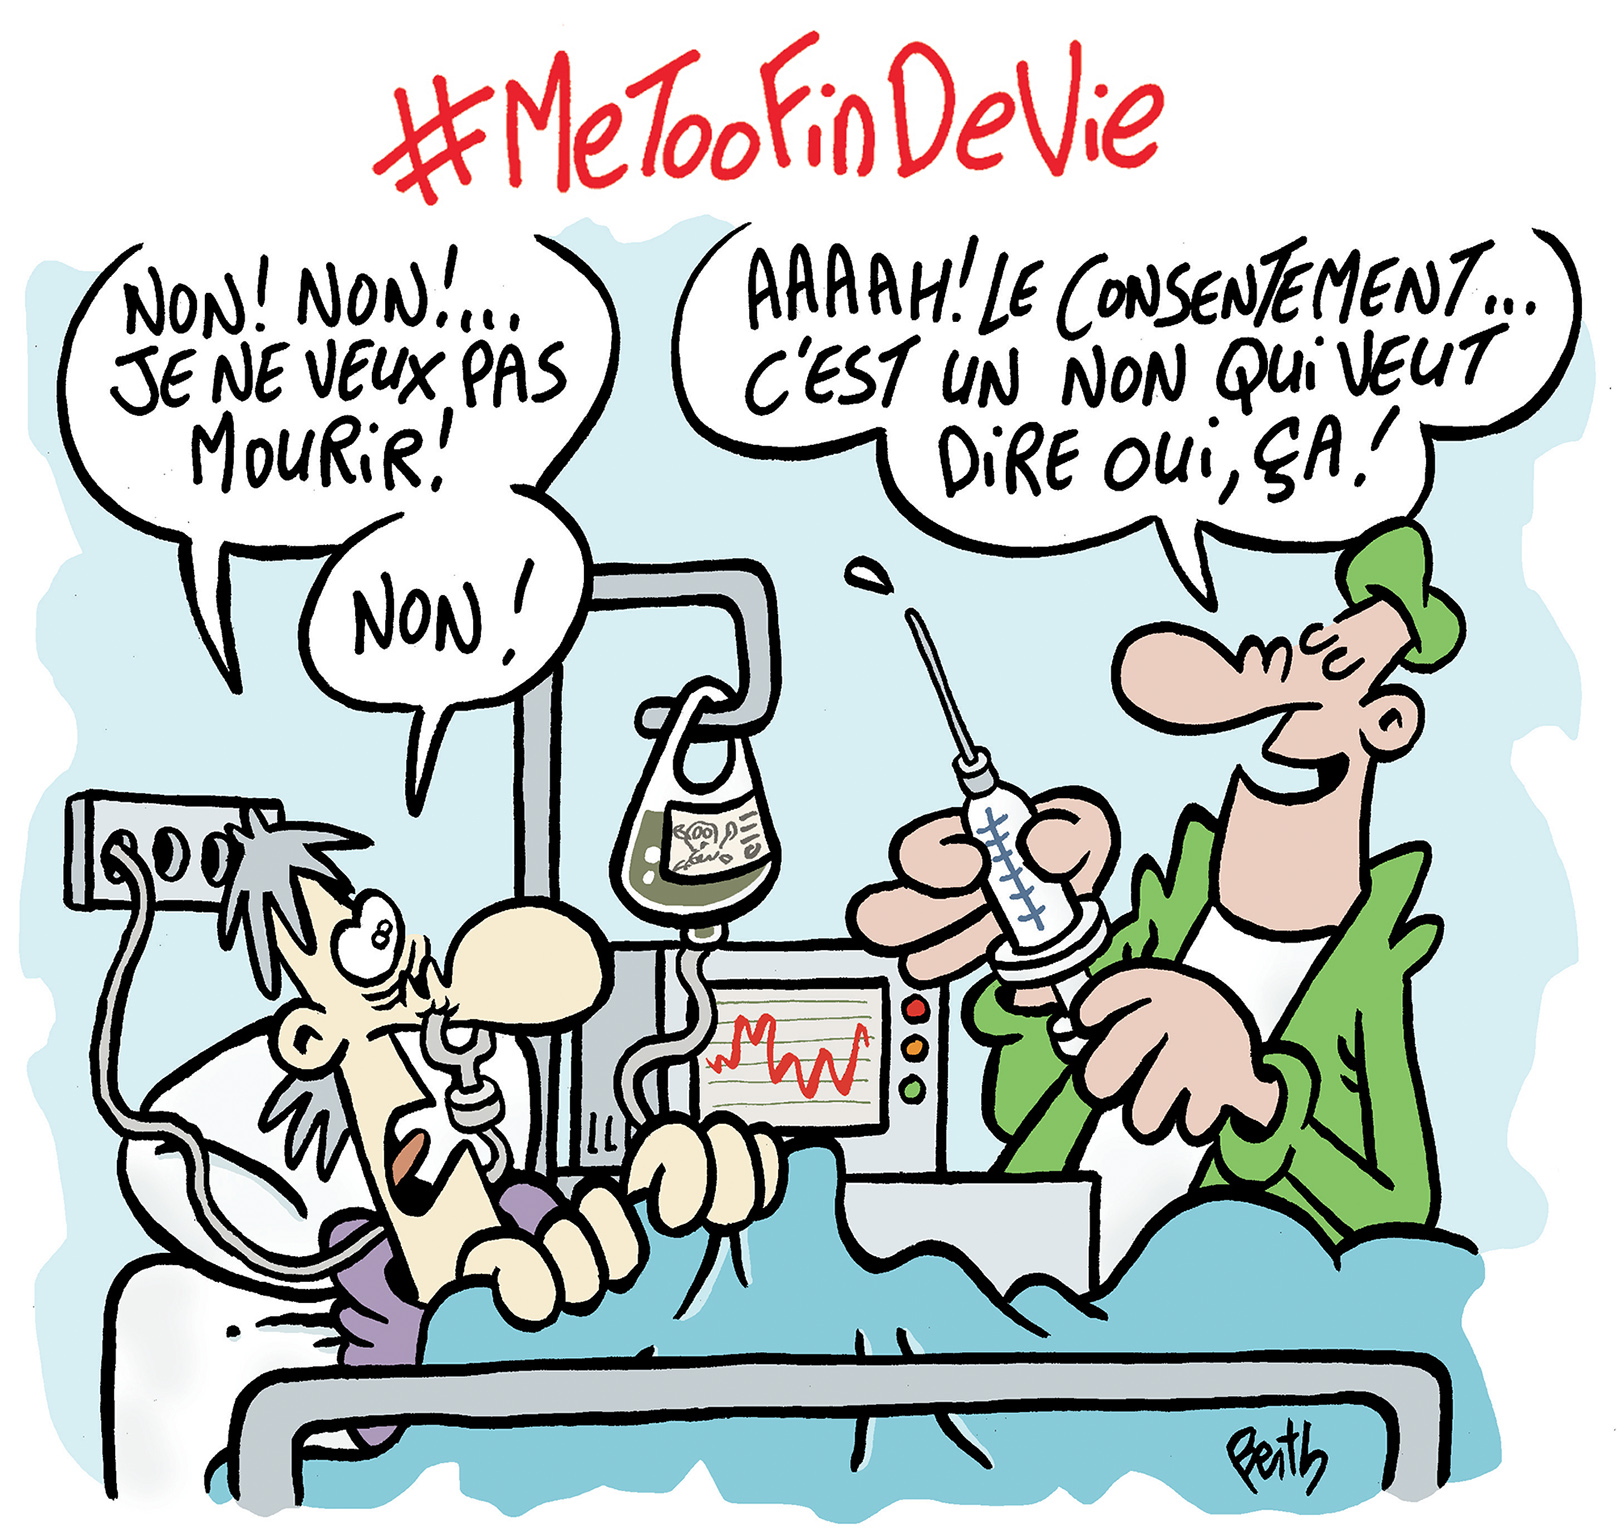 #MeTooFinDeVie
NON! NON!...
JE NE VEUX PAS
MOURiR!
NON!
AAAAH! LE CONSENTEMENT...
C'EST UN NON QUi VEUT
DiRE OUi, ÇA!
Berth